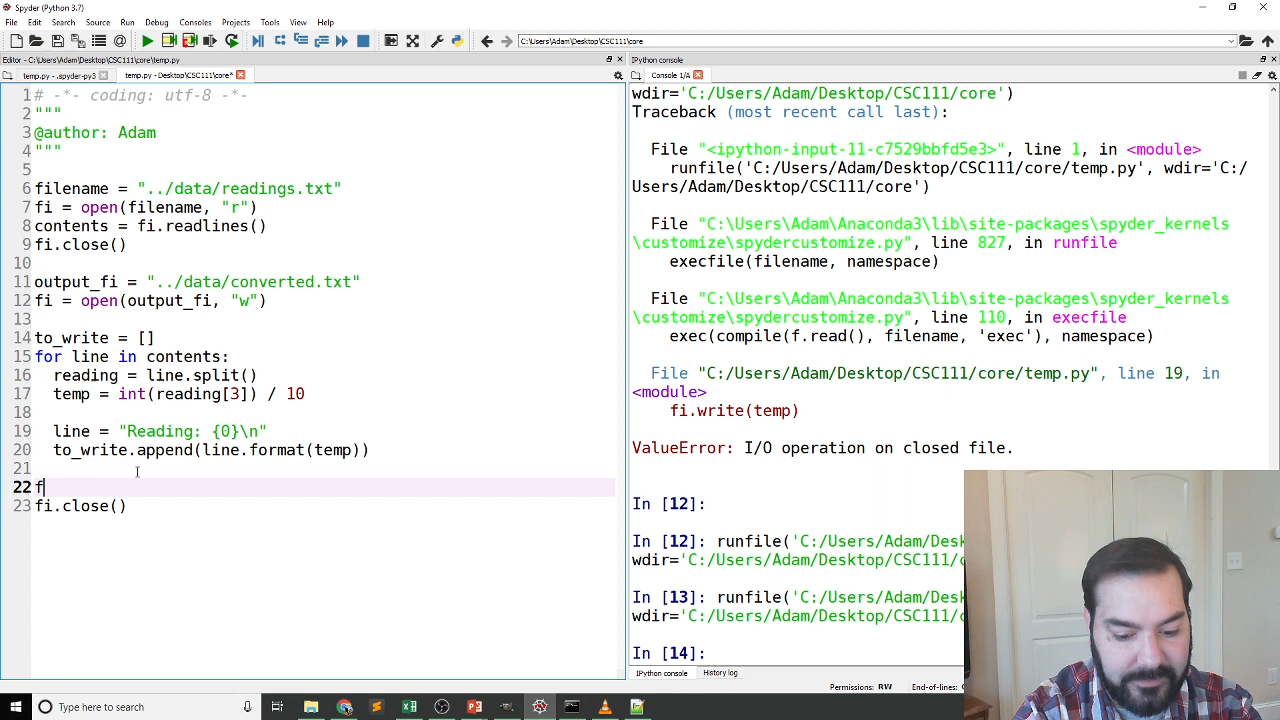 Spyder (Python 3.7)
File Edit Search Source Run Debug Consoles Projects Tools View Help
C:\Users\Adam\Desktop\CSC111\core
Editor - C:\Users\Adam\Desktop\CSC111\core\temp.py
IPython console
temp.py - .spyder-py3 temp.py - Desktop\CSC111\core*
Console 1/A
1 # -*- coding: utf-8 -*-
2 """
3 @author: Adam
4 """
5
6 filename = "../data/readings.txt"
7 fi = open(filename, "r")
8 contents = fi.readlines()
9 fi.close()
10
11 output_fi = "../data/converted.txt"
12 fi = open(output_fi, "w")
13
14 to_write = []
15 for line in contents:
16 reading = line.split()
17 temp = int(reading[3]) / 10
18
19 line = "Reading: {0}\n"
20 to_write.append(line.format(temp))
21
22 f
23 fi.close()
wdir='C:/Users/Adam/Desktop/CSC111/core')
Traceback (most recent call last):
File "<ipython-input-11-c7529bbfd5e3>", line 1, in <module>
runfile('C:/Users/Adam/Desktop/CSC111/core/temp.py', wdir='C:/
Users/Adam/Desktop/CSC111/core')
File "C:\Users\Adam\Anaconda3\lib\site-packages\spyder_kernels
\customize\spydercustomize.py", line 827, in runfile
execfile(filename, namespace)
File "C:\Users\Adam\Anaconda3\lib\site-packages\spyder_kernels
\customize\spydercustomize.py", line 110, in execfile
exec(compile(f.read(), filename, 'exec'), namespace)
File "C:/Users/Adam/Desktop/CSC111/core/temp.py", line 19, in
<module>
fi.write(temp)
ValueError: I/O operation on closed file.
In [12]:
In [12]: runfile('C:/Users/Adam/Desk
wdir='C:/Users/Adam/Desktop/CSC111/c
In [13]: runfile('C:/Users/Adam/Desk
wdir='C:/Users/Adam/Desktop/CSC111/c
In [14]:
IPython console History log
Permissions: RW End-of-lines:
Type here to search